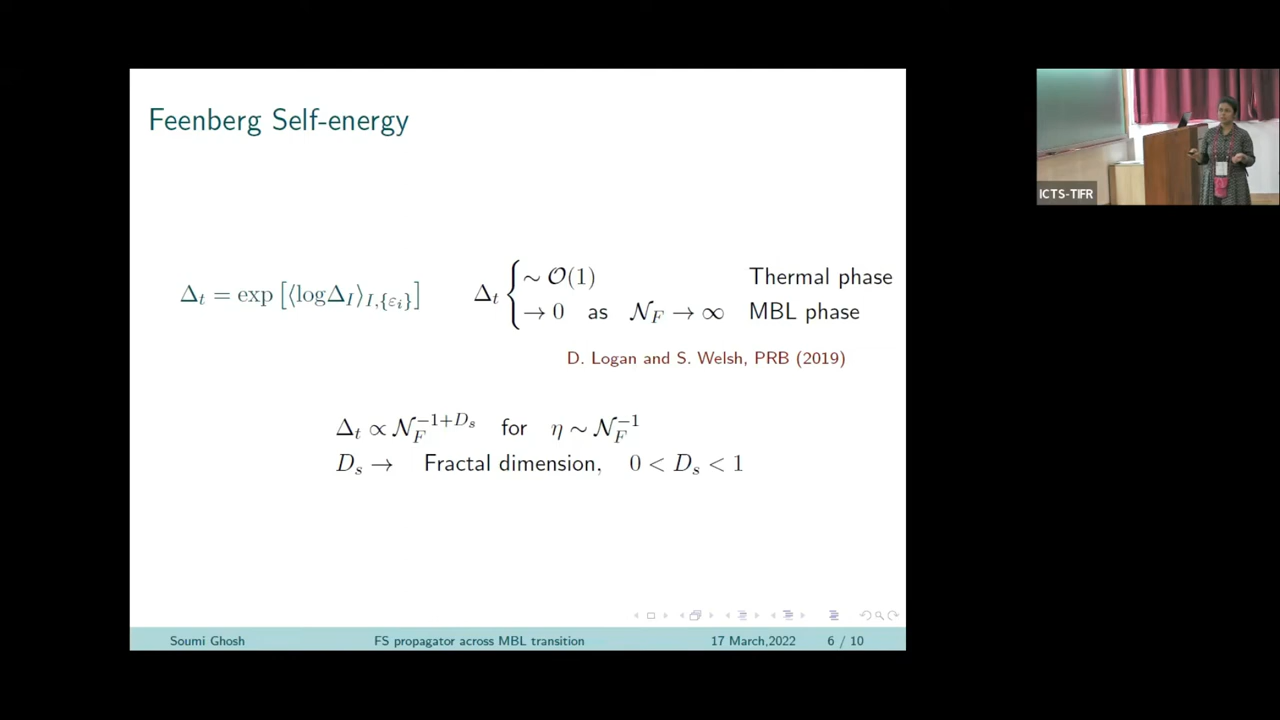 Feenberg Self-energy
Δ_t = exp [⟨logΔ_I⟩_{I,{ε_i}}]
Δ_t { ∼ 𝒪(1) Thermal phase
→ 0 as 𝒩_F → ∞ MBL phase
D. Logan and S. Welsh, PRB (2019)
Δ_t ∝ 𝒩_F^{-1+D_s} for η ∼ 𝒩_F^{-1}
D_s → Fractal dimension, 0 < D_s < 1
Soumi Ghosh FS propagator across MBL transition 17 March,2022 6 / 10
ICTS-TIFR